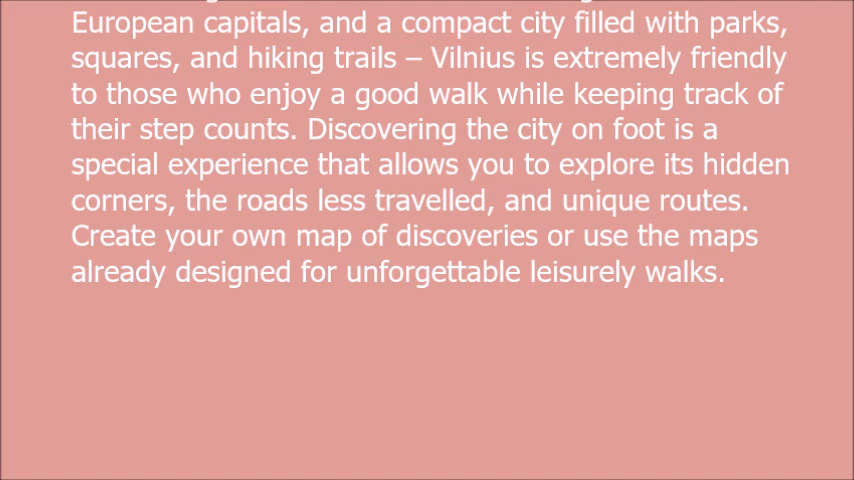 European capitals, and a compact city filled with parks,
squares, and hiking trails – Vilnius is extremely friendly
to those who enjoy a good walk while keeping track of
their step counts. Discovering the city on foot is a
special experience that allows you to explore its hidden
corners, the roads less travelled, and unique routes.
Create your own map of discoveries or use the maps
already designed for unforgettable leisurely walks.